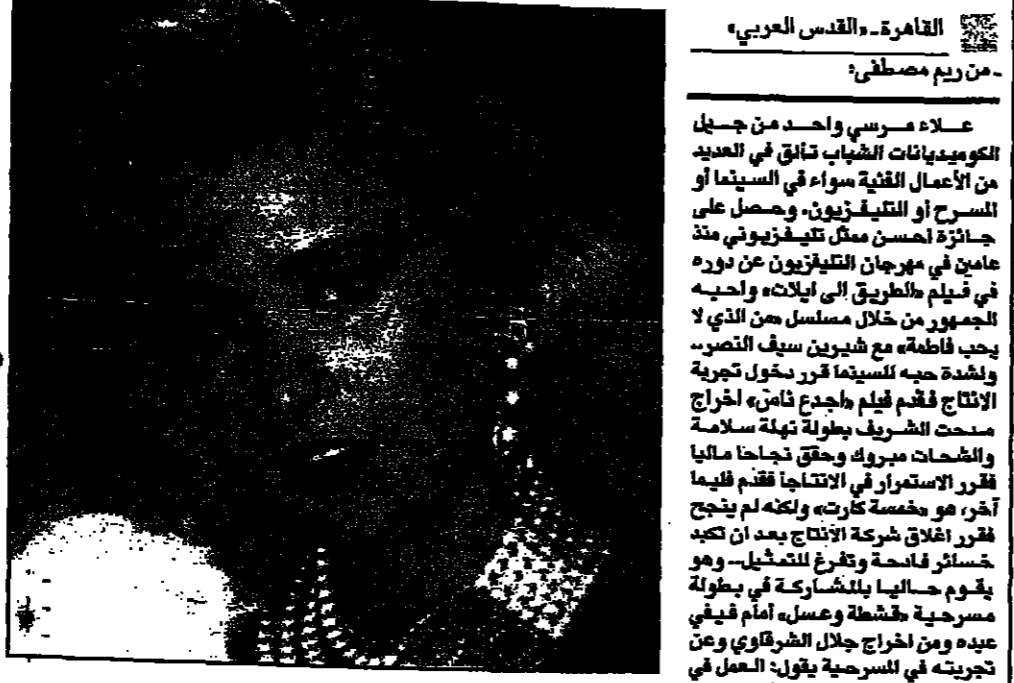 القاهرة ـ «القدس العربي»
ـ من ريم مصطفى:
علاء مرسي واحد من جيل
الكوميديانات الشباب تألق في العديد
من الأعمال الفنية سواء في السينما أو
المسرح أو التليفزيون. وحصل على
جائزة احسن ممثل تليفزيوني منذ
عامين في مهرجان التليفزيون عن دوره
في فيلم «الطريق الى ايلات» واحبه
الجمهور من خلال مسلسل «من الذي لا
يحب فاطمة» مع شيرين سيف النصر..
ولشدة حبه للسينما قرر دخول تجربة
الانتاج فقدم فيلم «اجدع ناس» اخراج
مدحت الشريف بطولة نهلة سلامة
والشحات مبروك وحقق نجاحا ماليا
فقرر الاستمرار في الانتاجا فقدم فليما
آخر، هو «خمسة كارت» ولكنه لم ينجح
فقرر اغلاق شركة الانتاج بعد ان تكبد
خسائر فادحة وتفرغ للتمثيل.. وهو
يقوم حاليا بالمشاركة في بطولة
مسرحية «قشطة وعسل» أمام فيفي
عبده ومن اخراج جلال الشرقاوي وعن
تجربته في المسرحية يقول: العمل في